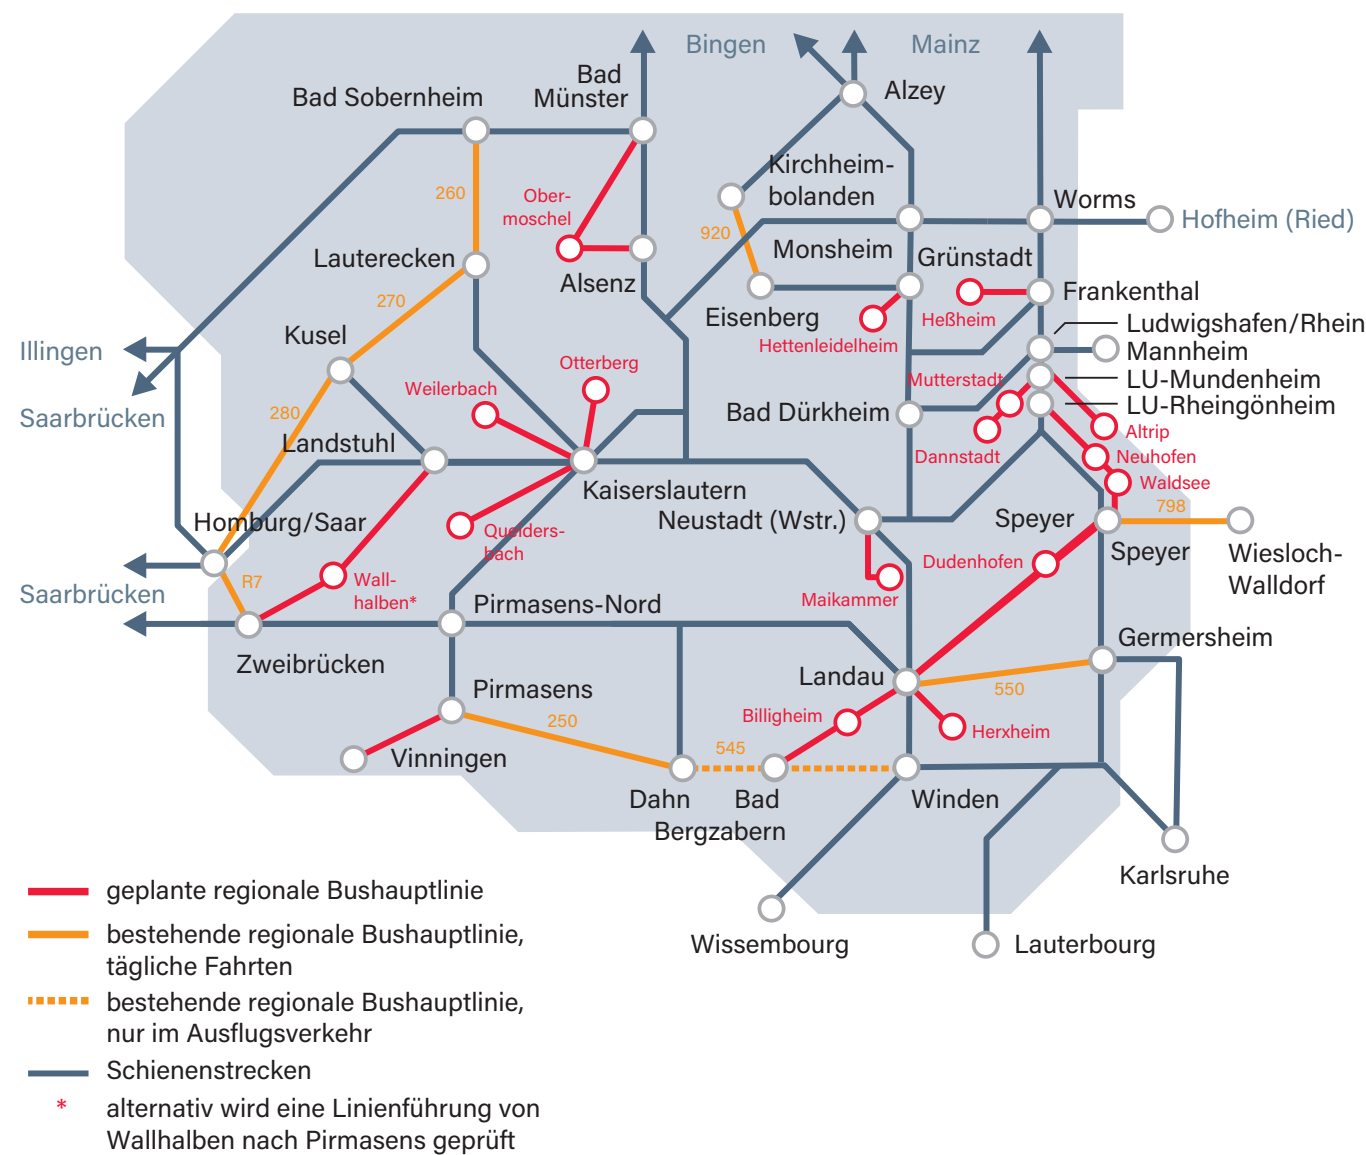 Bingen
Mainz
Bad
Münster
Bad Sobernheim
Alzey
Kirchheim-
bolanden
260
Ober-
moschel
Worms
Hofheim (Ried)
920
Lauterecken
Alsenz
Monsheim
Grünstadt
270
Eisenberg
Heßheim
Frankenthal
Kusel
Hettenleidelheim
Ludwigshafen/Rhein
Illingen
Mannheim
Otterberg
Weilerbach
Mutterstadt
LU-Mundenheim
Saarbrücken
280
Bad Dürkheim
LU-Rheingönheim
Landstuhl
Altrip
Dannstadt
Neuhofen
Kaiserslautern
Waldsee
Homburg/Saar
Queiders-
bach
Neustadt (Wstr.)
Speyer
798
Speyer
Wiesloch-
Walldorf
Dudenhofen
Saarbrücken
R7
Wall-
halben*
Maikammer
Pirmasens-Nord
Zweibrücken
Germersheim
Landau
Pirmasens
550
Billigheim
250
Herxheim
Vinningen
545
Dahn
Bad
Bergzabern
Winden
Karlsruhe
Wissembourg
Lauterbourg
geplante regionale Bushauptlinie
bestehende regionale Bushauptlinie,
tägliche Fahrten
bestehende regionale Bushauptlinie,
nur im Ausflugsverkehr
Schienenstrecken
* alternativ wird eine Linienführung von
Wallhalben nach Pirmasens geprüft